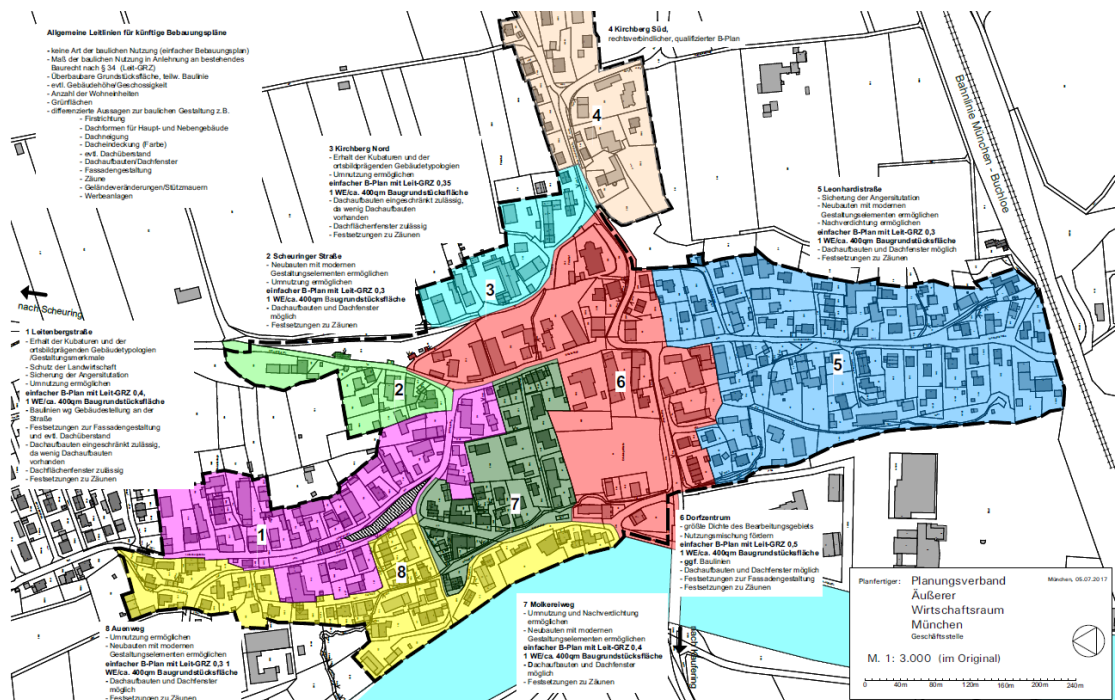 Allgemeine Leitlinien für künftige Bebauungspläne
- keine Art der baulichen Nutzung (einfacher Bebauungsplan)
- Maß der baulichen Nutzung in Anlehnung an bestehendes
Baurecht nach § 34 (Leit-GRZ)
- Überbaubare Grundstücksfläche, teilw. Baulinie
- evtl. Gebäudehöhe/Geschossigkeit
- Anzahl der Wohneinheiten
- Grünflächen
- differenzierte Aussagen zur baulichen Gestaltung z.B.
- Firstrichtung
- Dachformen für Haupt- und Nebengebäude
- Dachneigung
- Dacheindeckung (Farbe)
- evtl. Dachüberstand
- Dachaufbauten/Dachfenster
- Fassadengestaltung
- Zäune
- Geländeveränderungen/Stützmauern
- Werbeanlagen
4 Kirchberg Süd,
rechtsverbindlicher, qualifizierter B-Plan
4
Bahnlinie München - Buchloe
3 Kirchberg Nord
- Erhalt der Kubaturen und der
ortsbildprägenden Gebäudetypologien
- Umnutzung ermöglichen
einfacher B-Plan mit Leit-GRZ 0,35
1 WE/ca. 400qm Baugrundstücksfläche
- Dachaufbauten eingeschränkt zulässig,
da wenig Dachaufbauten
vorhanden
- Dachflächenfenster zulässig
- Festsetzungen zu Zäunen
5 Leonhardistraße
- Sicherung der Angersitutation
- Neubauten mit modernen
Gestaltungselementen ermöglichen
- Nachverdichtung ermöglichen
einfacher B-Plan mit Leit-GRZ 0,3
1 WE/ca. 400qm Baugrundstücksfläche
- Dachaufbauten und Dachfenster möglich
- Festsetzungen zu Zäunen
2 Scheuringer Straße
- Neubauten mit modernen
Gestaltungselementen ermöglichen
- Umnutzung ermöglichen
einfacher B-Plan mit Leit-GRZ 0,3
1 WE/ca. 400qm Baugrundstücksfläche
- Dachaufbauten und Dachfenster
möglich
- Festsetzungen zu Zäunen
nach Scheuring
3
1 Leitenbergstraße
- Erhalt der Kubaturen und der
ortsbildprägenden Gebäudetypologien
/Gestaltungsmerkmale
- Schutz der Landwirtschaft
- Sicherung der Angersitutation
- Umnutzung ermöglichen
einfacher B-Plan mit Leit-GRZ 0,4,
1 WE/ca. 400qm Baugrundstücksfläche
- Baulinien wg Gebäudestellung an der
Straße
- Festsetzungen zur Fassadengestaltung
und evtl. Dachüberstand
- Dachaufbauten eingeschränkt zulässig,
da wenig Dachaufbauten
vorhanden
- Dachflächenfenster zulässig
- Festsetzungen zu Zäunen
2
6
5
7
1
8
6 Dorfzentrum
- größte Dichte des Bearbeitungsgebiets
- Nutzungsmischung fördern
einfacher B-Plan mit Leit-GRZ 0,5
1 WE/ca. 400qm Baugrundstücksfläche
- ggf. Baulinien
- Dachaufbauten und Dachfenster möglich
- Festsetzungen zur Fassadengestaltung
- Festsetzungen zu Zäunen
7 Molkereiweg
- Umnutzung und Nachverdichtung
ermöglichen
- Neubauten mit modernen
Gestaltungselementen ermöglichen
einfacher B-Plan mit Leit-GRZ 0,4
1 WE/ca. 400qm Baugrundstücksfläche
- Dachaufbauten und Dachfenster
möglich
- Festsetzungen zu Zäunen
nach Kaufering
8 Auenweg
- Umnutzung ermöglichen
- Neubauten mit modernen
Gestaltungselementen ermöglichen
einfacher B-Plan mit Leit-GRZ 0,3 1
WE/ca. 400qm Baugrundstücksfläche
- Dachaufbauten und Dachfenster
möglich
- Festsetzungen zu Zäunen
Planfertiger: Planungsverband
Äußerer
Wirtschaftsraum
München
Geschäftsstelle
München, 05.07.2017
M. 1: 3.000 (im Original)
0 40m 80m 120m 160m 200m 240m